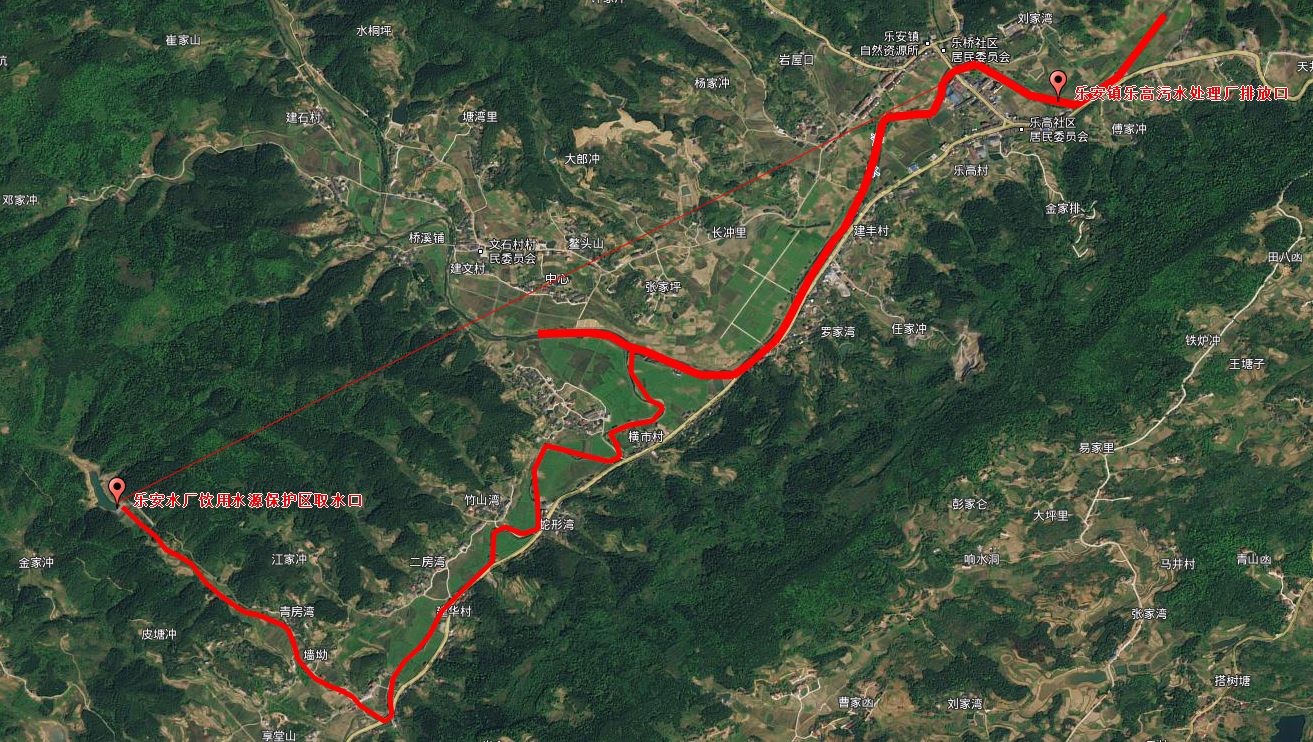 刘家湾
崔家山
水桐坪
乐安镇
自然资源所
乐桥社区
居民委员会
岩屋口
杨家冲
乐安镇乐高污水处理厂排放口
建石村
塘湾里
乐高社区
居民委员会
傅家冲
大郎冲
乐高村
邓家冲
金家排
桥溪铺
文石村村
民委员会
鳌头山
长冲里
建丰村
建文村
中心
田八凼
张家坪
罗家湾
任家冲
铁炉冲
王塘子
横市村
易家里
乐安水厂饮用水源保护区取水口
竹山湾
彭家仑
大坪里
蛇形湾
金家冲
江家冲
二房湾
响水洞
马井村
青山凼
青房湾
华村
张家湾
皮塘冲
墙坳
搭树塘
曹家凼
刘家湾
享堂山